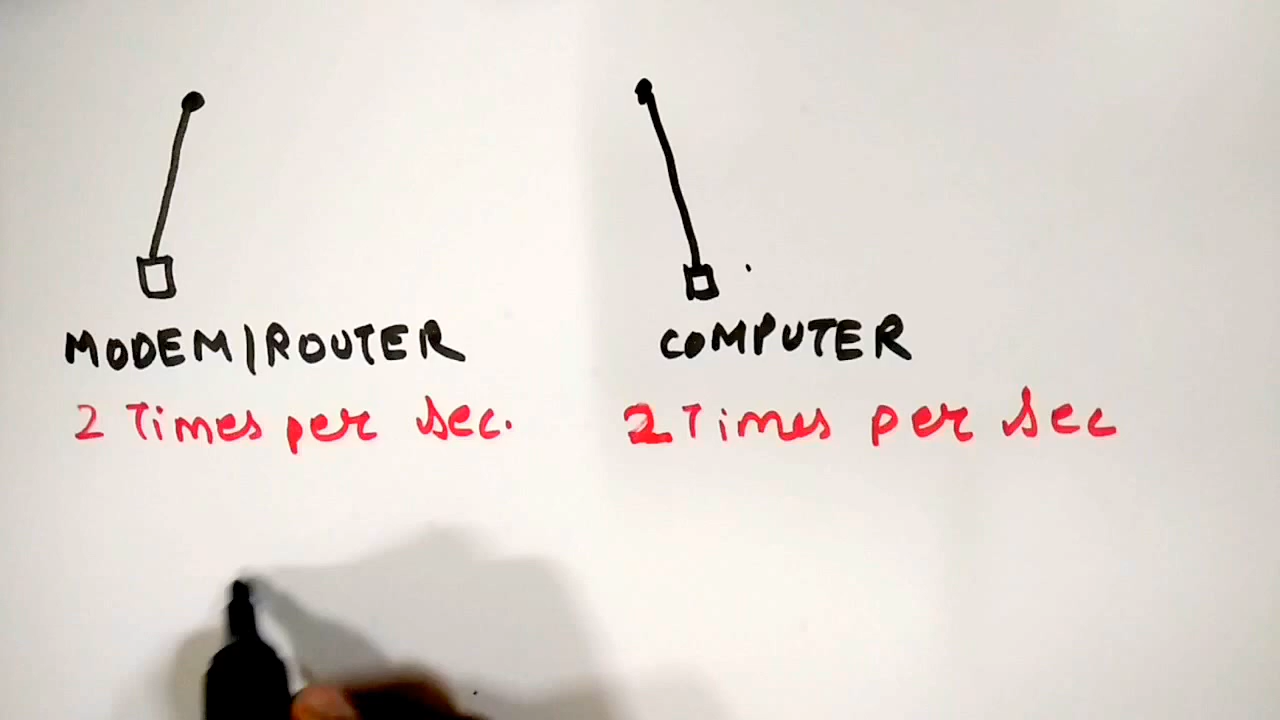 MODEM/ROUTER
2 Times per sec.
COMPUTER
2 Times per sec